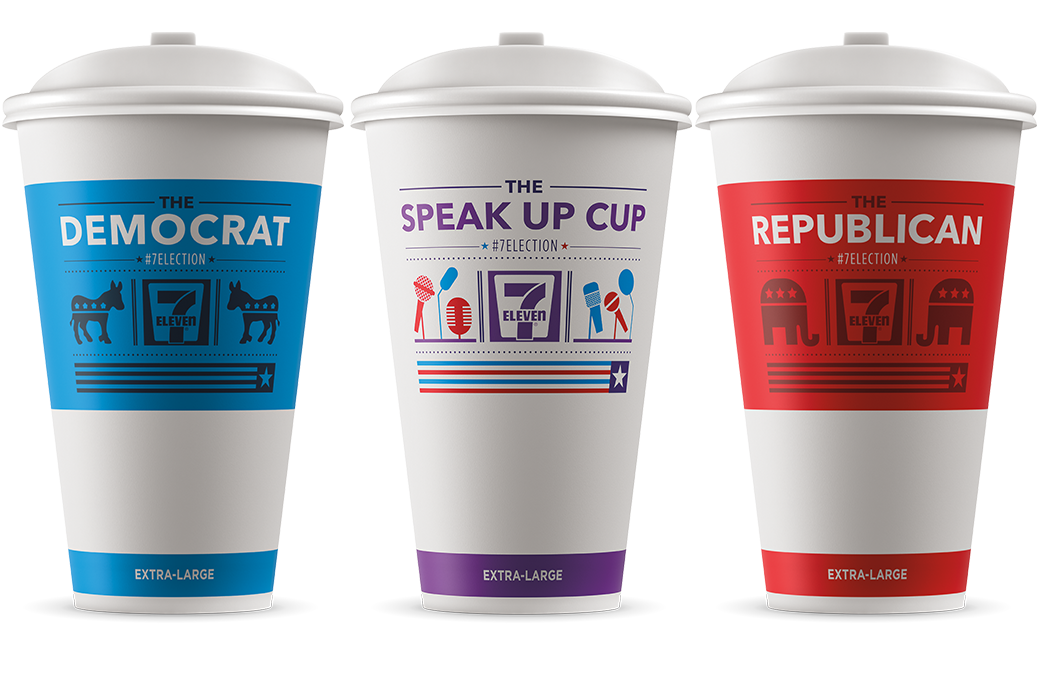 THE
DEMOCRAT
#7ELECTION
7
ELEVEN
EXTRA-LARGE
THE
SPEAK UP CUP
#7ELECTION
7
ELEVEN
EXTRA-LARGE
THE
REPUBLICAN
#7ELECTION
7
ELEVEN
EXTRA-LARGE